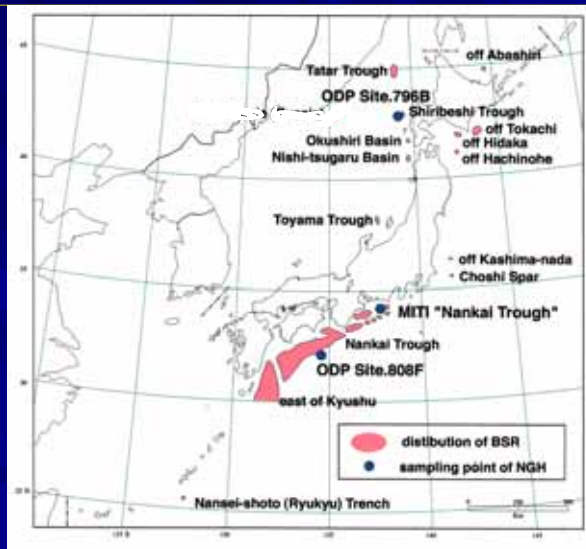 off Abashiri
Tatar Trough
ODP Site.796B
Shiribeshi Trough
off Tokachi
Okushiri Basin
off Hidaka
Nishi-tsugaru Basin
off Hachinohe
Toyama Trough
off Kashima-nada
Choshi Spar
MITI "Nankai Trough"
Nankai Trough
ODP Site.808F
east of Kyushu
distibution of BSR
sampling point of NGH
Nansei-shoto (Ryukyu) Trench